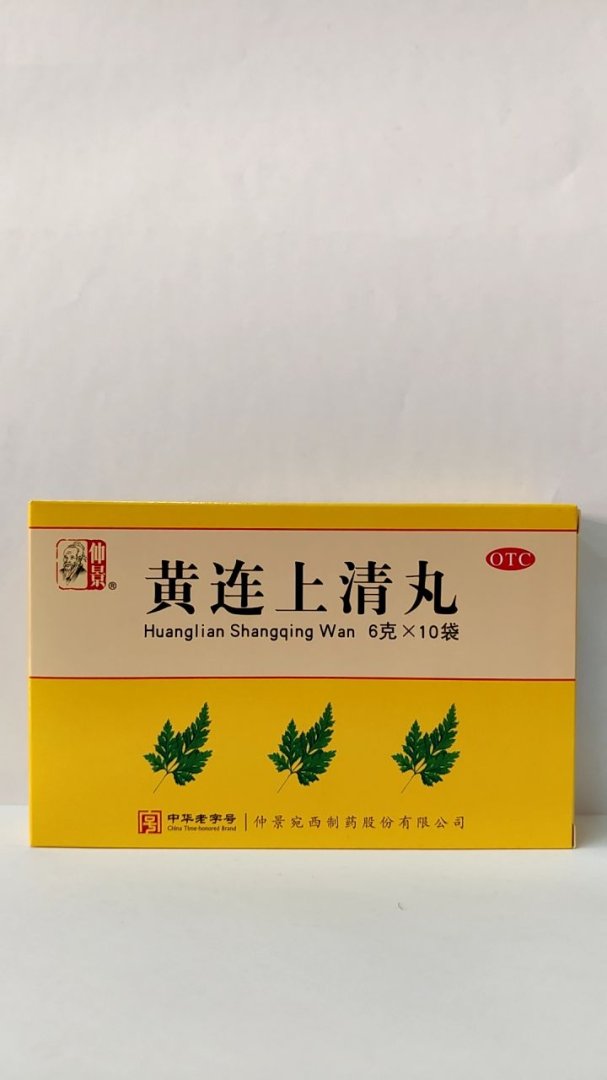 仲景®
OTC
黄连上清丸
Huanglian Shangqing Wan 6克×10袋
中华老字号
China Time-honored Brand
仲景宛西制药股份有限公司